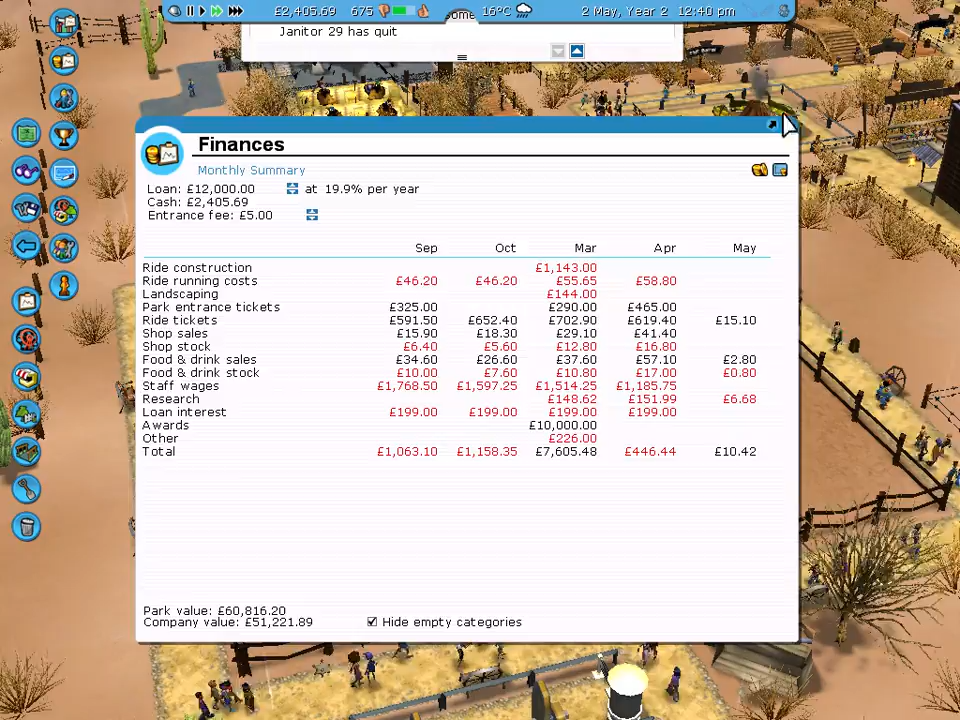 £2,405.69 675 16°C 2 May, Year 2 12:40 pm
some
Janitor 29 has quit
Finances
Monthly Summary
Loan: £12,000.00 at 19.9% per year
Cash: £2,405.69
Entrance fee: £5.00
Sep Oct Mar Apr May
Ride construction £1,143.00
Ride running costs £46.20 £46.20 £55.65 £58.80
Landscaping £144.00
Park entrance tickets £325.00 £290.00 £465.00
Ride tickets £591.50 £652.40 £702.90 £619.40 £15.10
Shop sales £15.90 £18.30 £29.10 £41.40
Shop stock £6.40 £5.60 £12.80 £16.80
Food & drink sales £34.60 £26.60 £37.60 £57.10 £2.80
Food & drink stock £10.00 £7.60 £10.80 £17.00 £0.80
Staff wages £1,768.50 £1,597.25 £1,514.25 £1,185.75
Research £148.62 £151.99 £6.68
Loan interest £199.00 £199.00 £199.00 £199.00
Awards £10,000.00
Other £226.00
Total £1,063.10 £1,158.35 £7,605.48 £446.44 £10.42
Park value: £60,816.20
Company value: £51,221.89
Hide empty categories